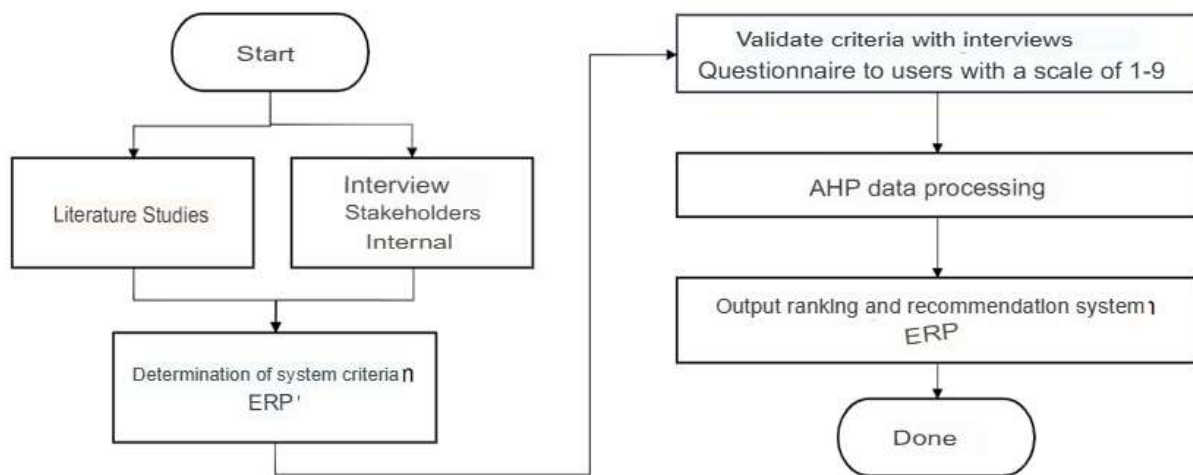 Start
Literature Studies
Interview
Stakeholders
Internal
Determination of system criterian
ERP'
Validate criteria with interviews
Questionnaire to users with a scale of 1-9
AHP data processing
Output ranking and recommendation system
ERP
Done